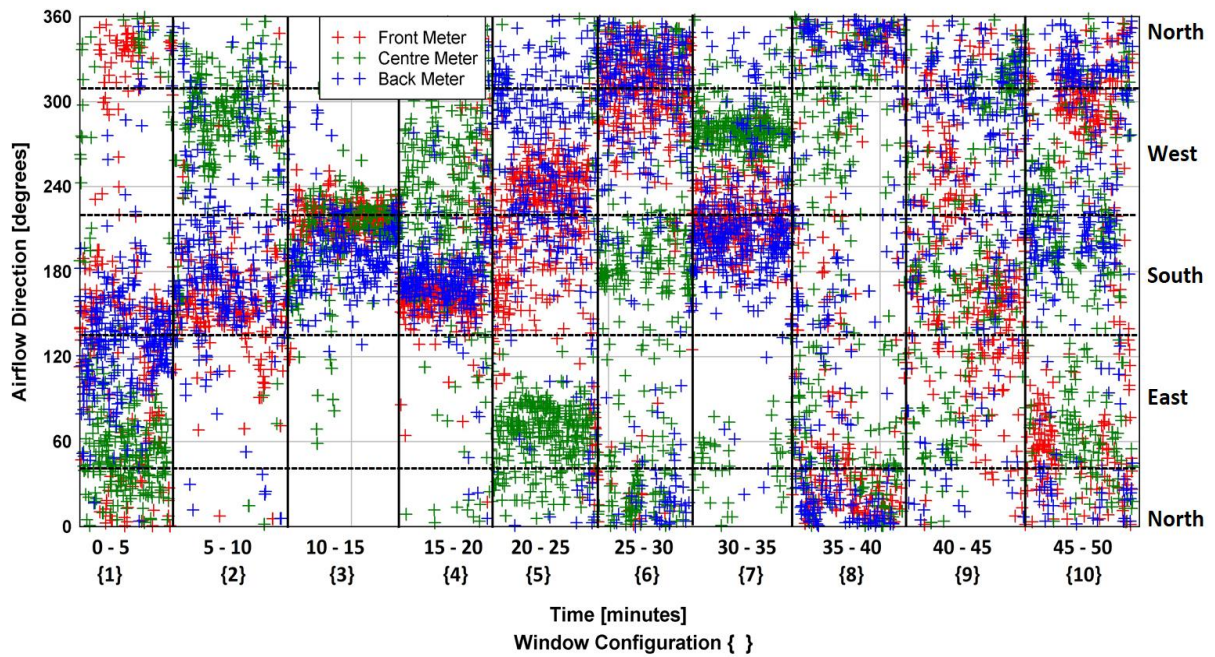 360
300
240
180
120
60
0
Airflow Direction [degrees]
Front Meter
Centre Meter
Back Meter
North
West
South
East
North
0 - 5 5 - 10 10 - 15 15 - 20 20 - 25 25 - 30 30 - 35 35 - 40 40 - 45 45 - 50
{1} {2} {3} {4} {5} {6} {7} {8} {9} {10}
Time [minutes]
Window Configuration { }